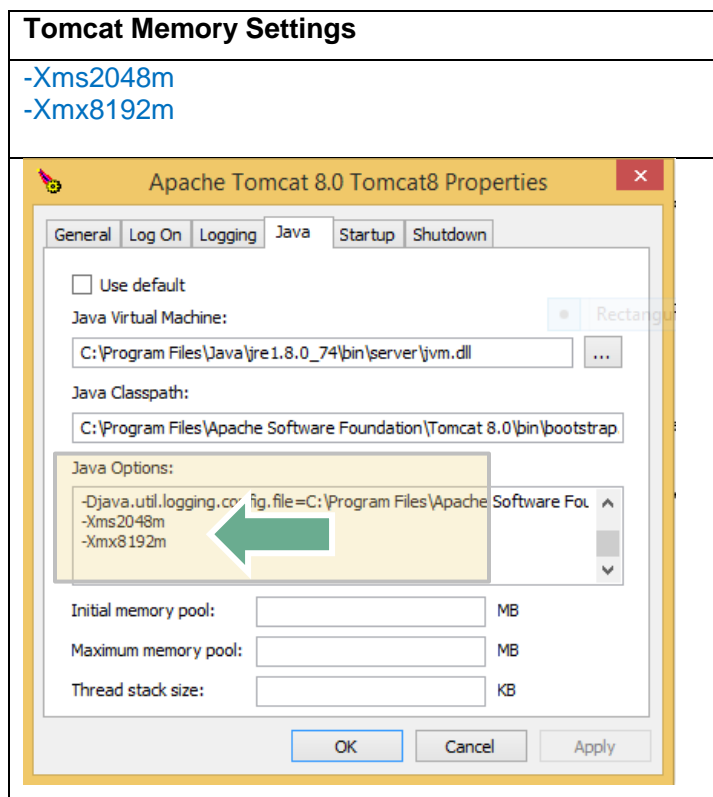 Tomcat Memory Settings
-Xms2048m
-Xmx8192m
Apache Tomcat 8.0 Tomcat8 Properties
General Log On Logging Java Startup Shutdown
Use default
Java Virtual Machine:
Rectangu
C:\Program Files\Java\jre1.8.0_74\bin\server\jvm.dll
...
Java Classpath:
C:\Program Files\Apache Software Foundation\Tomcat 8.0\bin\bootstrap
Java Options:
-Djava.util.logging.config.file=C:\Program Files\Apache Software Fou
-Xms2048m
-Xmx8192m
Initial memory pool: MB
Maximum memory pool: MB
Thread stack size: KB
OK Cancel Apply